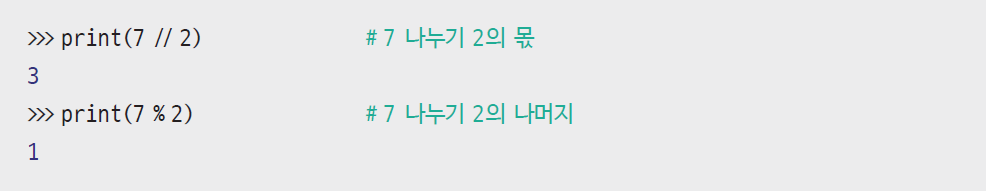 >>> print(7 // 2) # 7 나누기 2의 몫
3
>>> print(7 % 2) # 7 나누기 2의 나머지
1